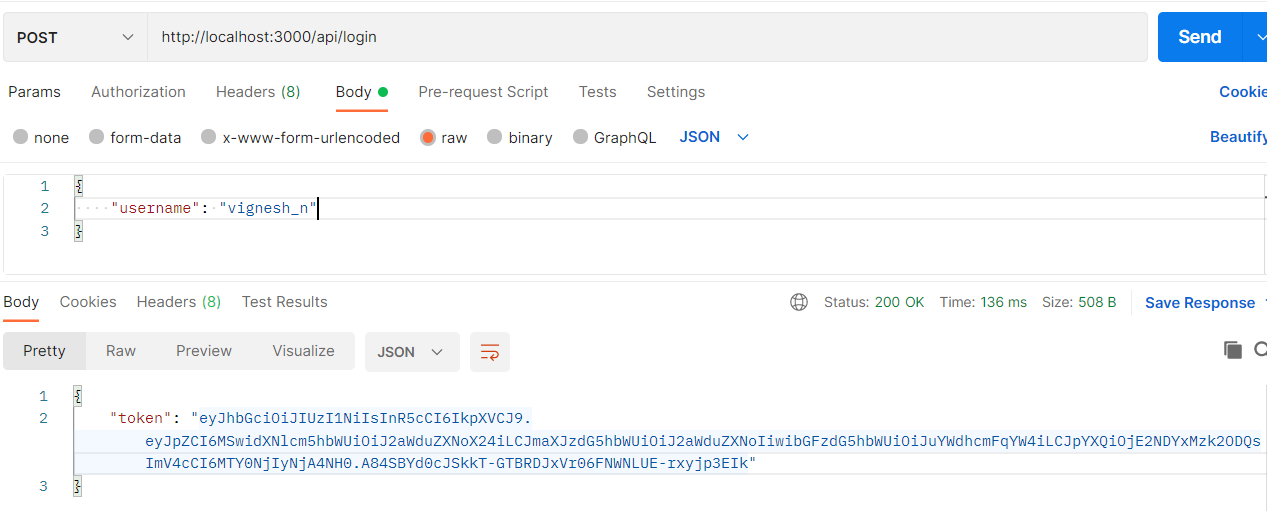 POST http://localhost:3000/api/login Send
Params Authorization Headers (8) Body Pre-request Script Tests Settings Cookie
none form-data x-www-form-urlencoded raw binary GraphQL JSON Beautify
1 {
2 "username": "vignesh_n"
3 }
Body Cookies Headers (8) Test Results Status: 200 OK Time: 136 ms Size: 508 B Save Response
Pretty Raw Preview Visualize JSON
1 {
2 "token": "eyJhbGciOiJIUzI1NiIsInR5cCI6IkpXVCJ9.
eyJpZCI6MSwidXNlcm5hbWUiOiJ2aWduZXNoX24iLCJmaXJzdG5hbWUiOiJ2aWduZXNoIiwibGFzdG5hbWUiOiJuYWdhcmFqYW4iLCJpYXQiOjE2NDYxMzk2ODQs
ImV4cCI6MTY0NjIyNjA4NH0.A84SBYd0cJSkkT-GTBRDJxVr06FNWNLUE-rxyjp3EIk"
3 }